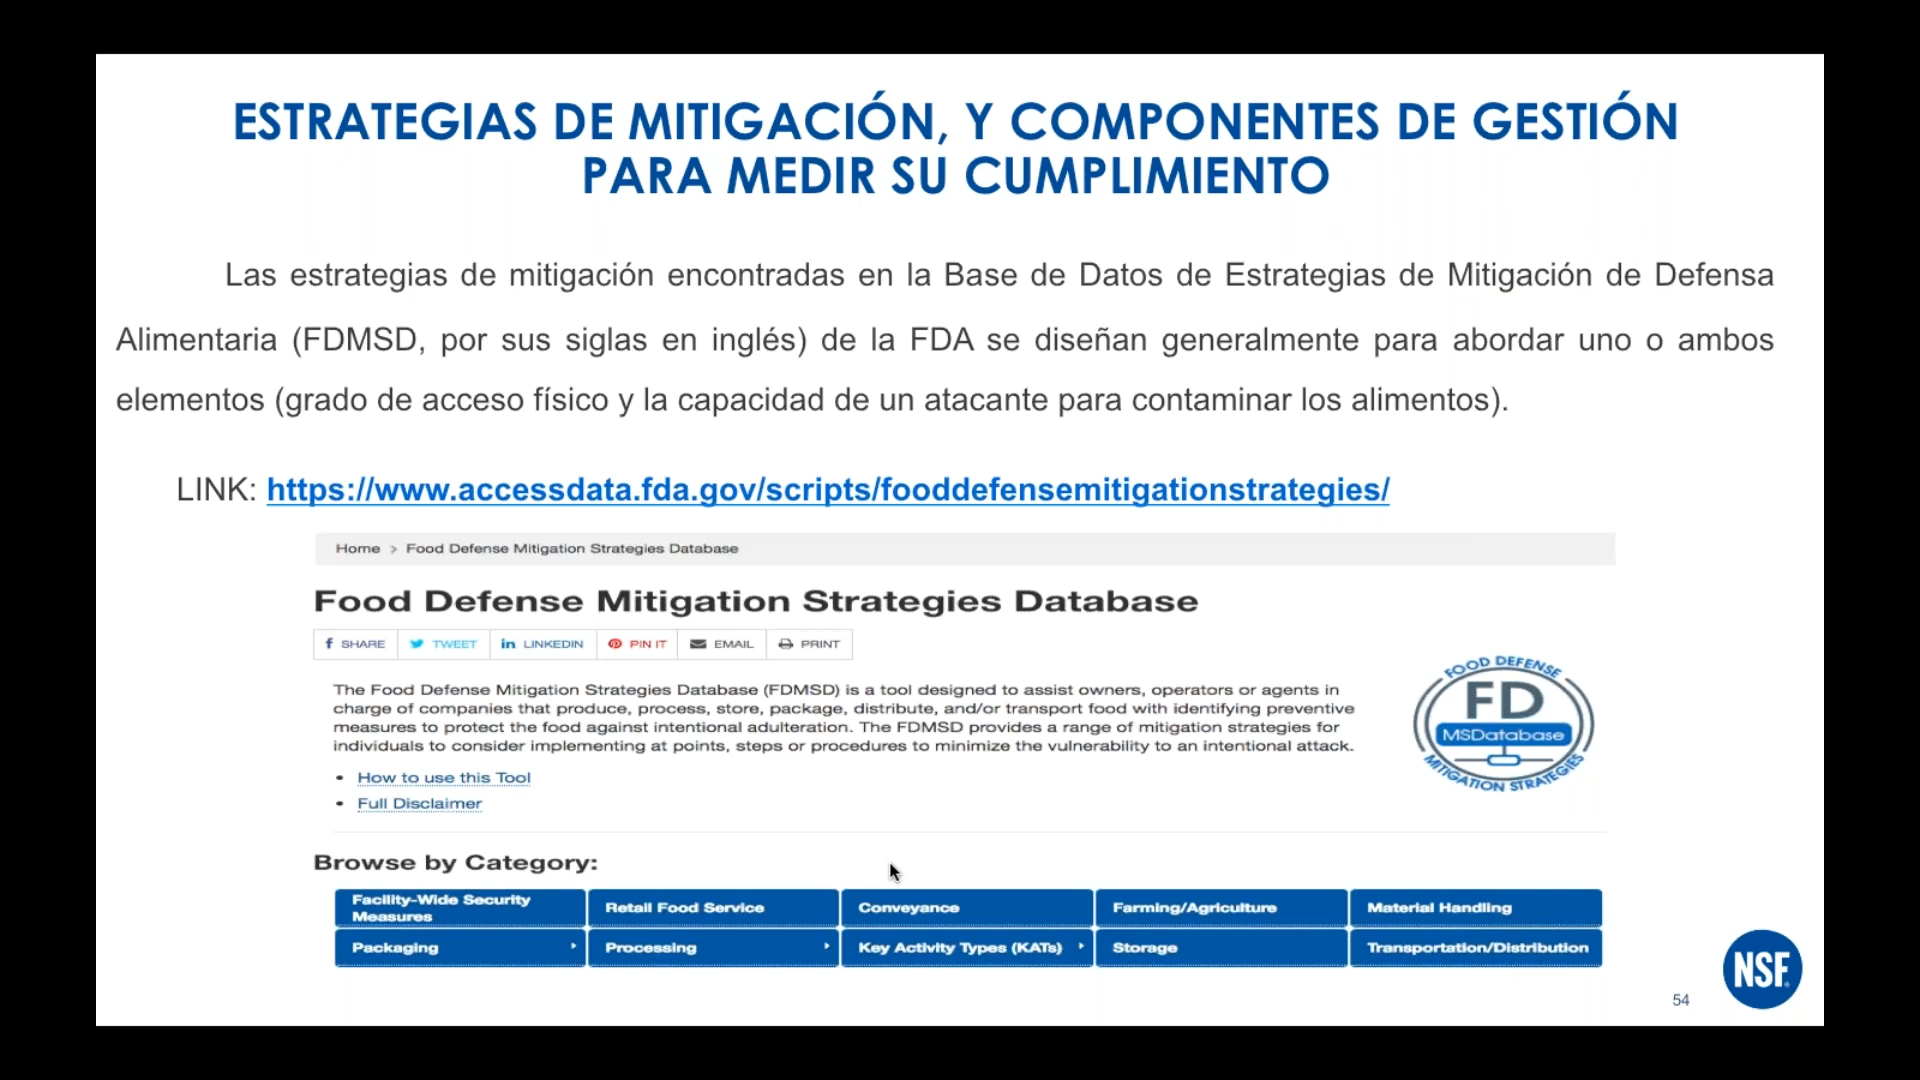 ESTRATEGIAS DE MITIGACIÓN, Y COMPONENTES DE GESTIÓN
PARA MEDIR SU CUMPLIMIENTO
Las estrategias de mitigación encontradas en la Base de Datos de Estrategias de Mitigación de Defensa
Alimentaria (FDMSD, por sus siglas en inglés) de la FDA se diseñan generalmente para abordar uno o ambos
elementos (grado de acceso físico y la capacidad de un atacante para contaminar los alimentos).
LINK: https://www.accessdata.fda.gov/scripts/fooddefensemitigationstrategies/
Home > Food Defense Mitigation Strategies Database
Food Defense Mitigation Strategies Database
f SHARE TWEET in LINKEDIN PIN IT EMAIL PRINT
The Food Defense Mitigation Strategies Database (FDMSD) is a tool designed to assist owners, operators or agents in
charge of companies that produce, process, store, package, distribute, and/or transport food with identifying preventive
measures to protect the food against intentional adulteration. The FDMSD provides a range of mitigation strategies for
individuals to consider implementing at points, steps or procedures to minimize the vulnerability to an intentional attack.
FOOD DEFENSE
FD
MSDatabase
MITIGATION STRATEGIES
• How to use this Tool
• Full Disclaimer
Browse by Category:
Facility-Wide Security
Measures
Retail Food Service
Conveyance
Farming/Agriculture
Material Handling
Packaging
Processing
Key Activity Types (KATs)
Storage
Transportation/Distribution
NSF
54